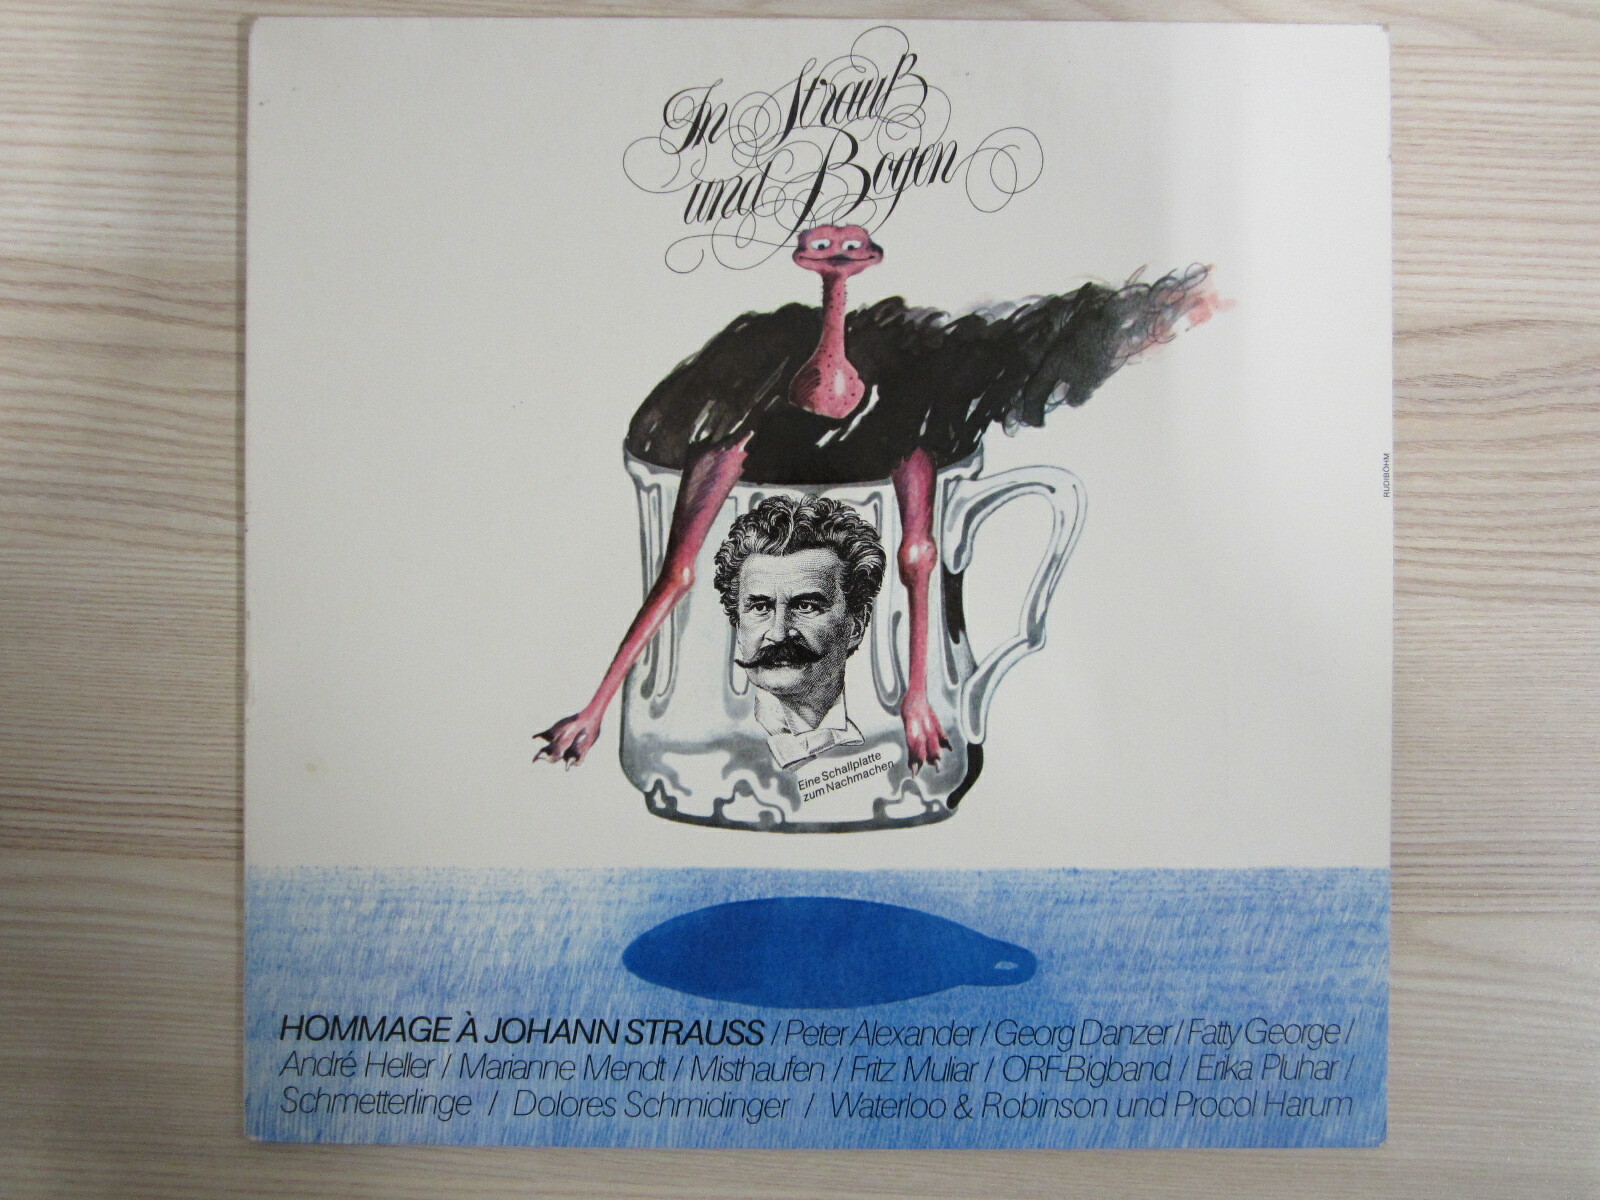 In Strauß
und Bogen
RUDIBÖHM
Eine Schallplatte
zum Nachmachen
HOMMAGE À JOHANN STRAUSS / Peter Alexander / Georg Danzer / Fatty George /
André Heller / Marianne Mendt / Misthaufen / Fritz Muliar / ORF-Bigband / Erika Pluhar /
Schmetterlinge / Dolores Schmidinger / Waterloo & Robinson und Procol Harum